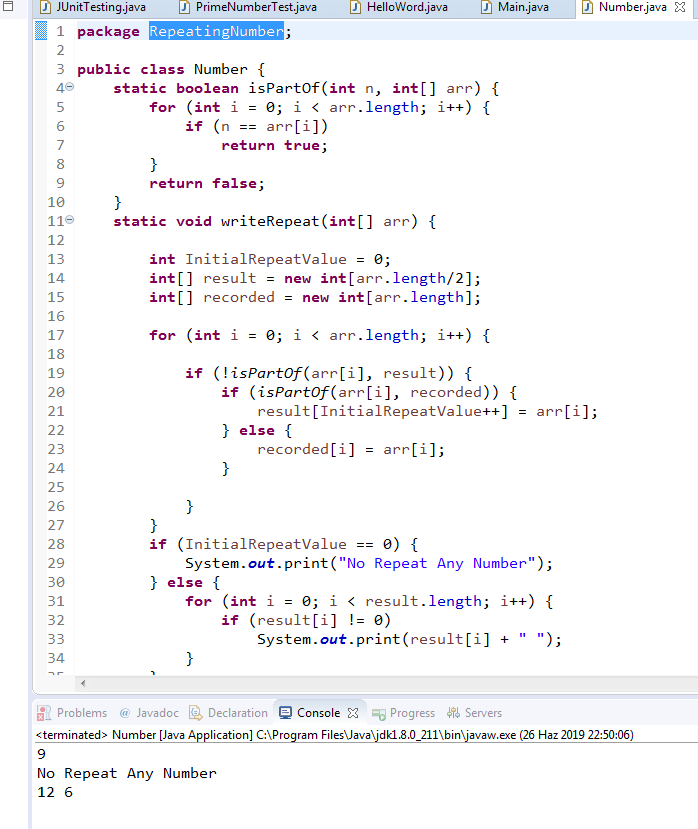 JUnitTesting.java PrimeNumberTest.java HelloWord.java Main.java Number.java
1 package RepeatingNumber;
2
3 public class Number {
4 static boolean isPartOf(int n, int[] arr) {
5 for (int i = 0; i < arr.length; i++) {
6 if (n == arr[i])
7 return true;
8 }
9 return false;
10 }
11 static void writeRepeat(int[] arr) {
12
13 int InitialRepeatValue = 0;
14 int[] result = new int[arr.length/2];
15 int[] recorded = new int[arr.length];
16
17 for (int i = 0; i < arr.length; i++) {
18
19 if (!isPartOf(arr[i], result)) {
20 if (isPartOf(arr[i], recorded)) {
21 result[InitialRepeatValue++] = arr[i];
22 } else {
23 recorded[i] = arr[i];
24 }
25
26 }
27 }
28 if (InitialRepeatValue == 0) {
29 System.out.print("No Repeat Any Number");
30 } else {
31 for (int i = 0; i < result.length; i++) {
32 if (result[i] != 0)
33 System.out.print(result[i] + " ");
34 }
Problems @ Javadoc Declaration Console Progress Servers
<terminated> Number [Java Application] C:\Program Files\Java\jdk1.8.0_211\bin\javaw.exe (26 Haz 2019 22:50:06)
9
No Repeat Any Number
12 6